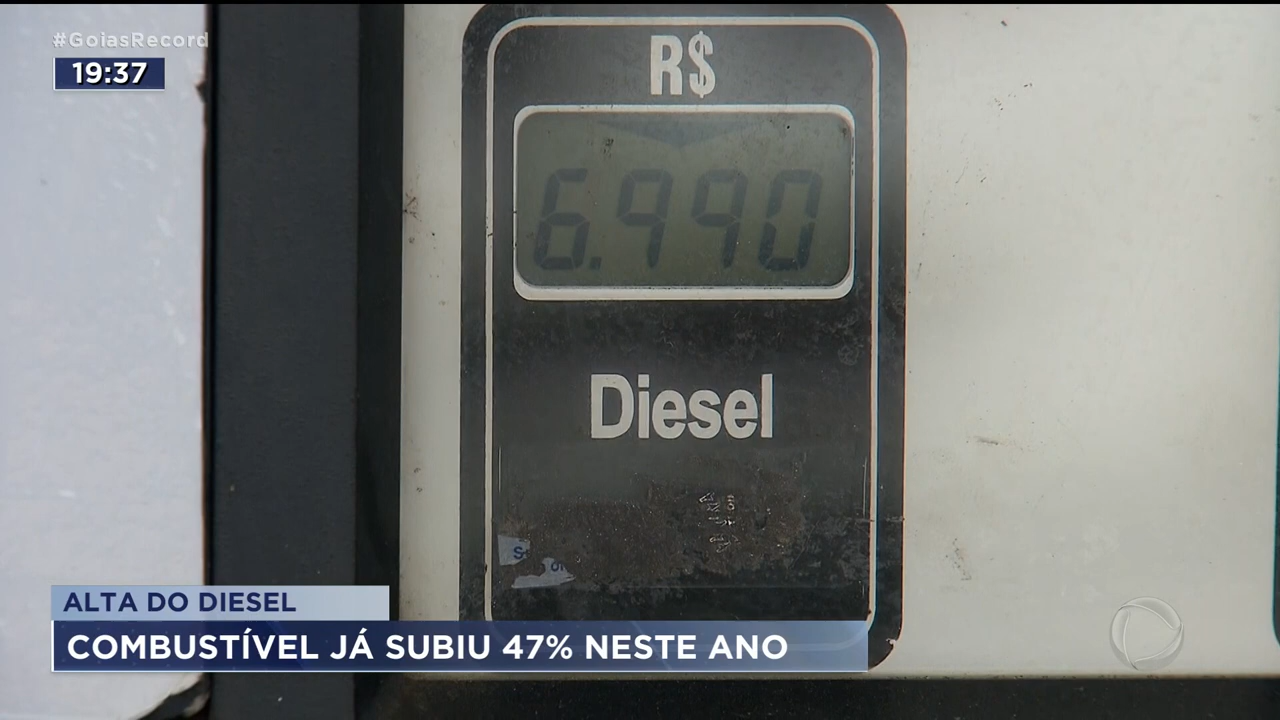 #GoiasRecord
19:37
R$
6.990
Diesel
ALTA DO DIESEL
COMBUSTÍVEL JÁ SUBIU 47% NESTE ANO